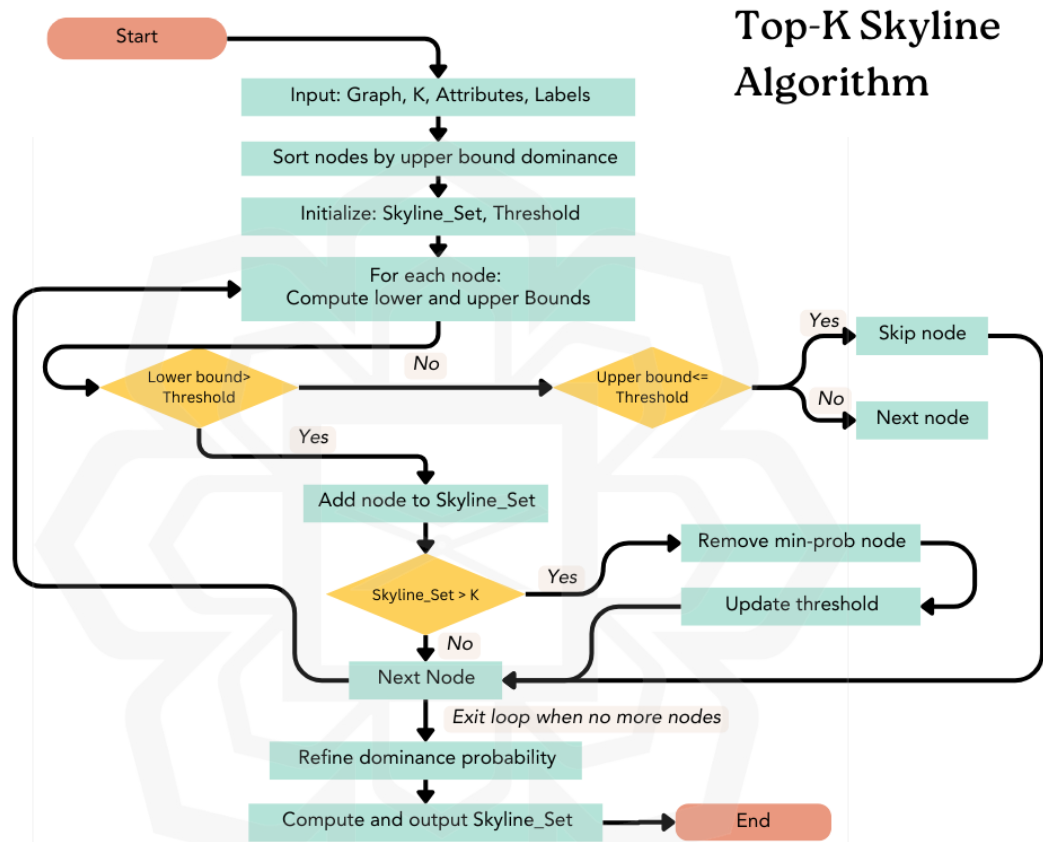 Top-K Skyline
Algorithm
Start
Input: Graph, K, Attributes, Labels
Sort nodes by upper bound dominance
Initialize: Skyline_Set, Threshold
For each node:
Compute lower and upper Bounds
No
Lower bound>
Threshold
Upper bound<=
Threshold
Yes
Skip node
No
Next node
Yes
Add node to Skyline_Set
Skyline_Set > K
Yes
Remove min-prob node
Update threshold
No
Next Node
Exit loop when no more nodes
Refine dominance probability
Compute and output Skyline_Set
End